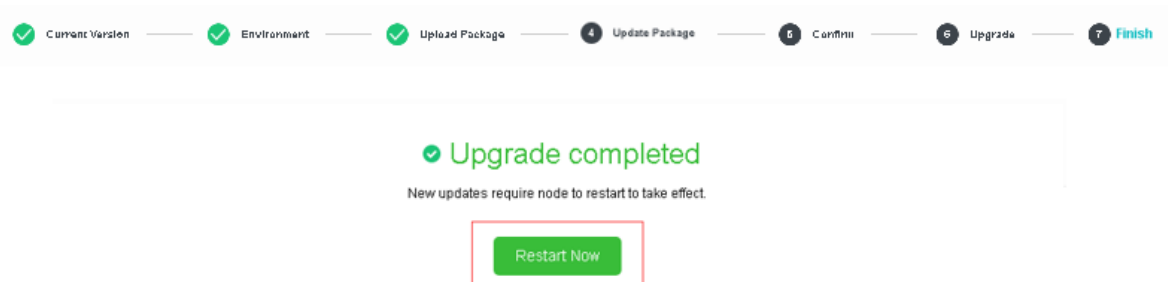 Current Version Environment Upload Package 4 Update Package 5 Confirm 6 Upgrade 7 Finish
Upgrade completed
New updates require node to restart to take effect.
Restart Now